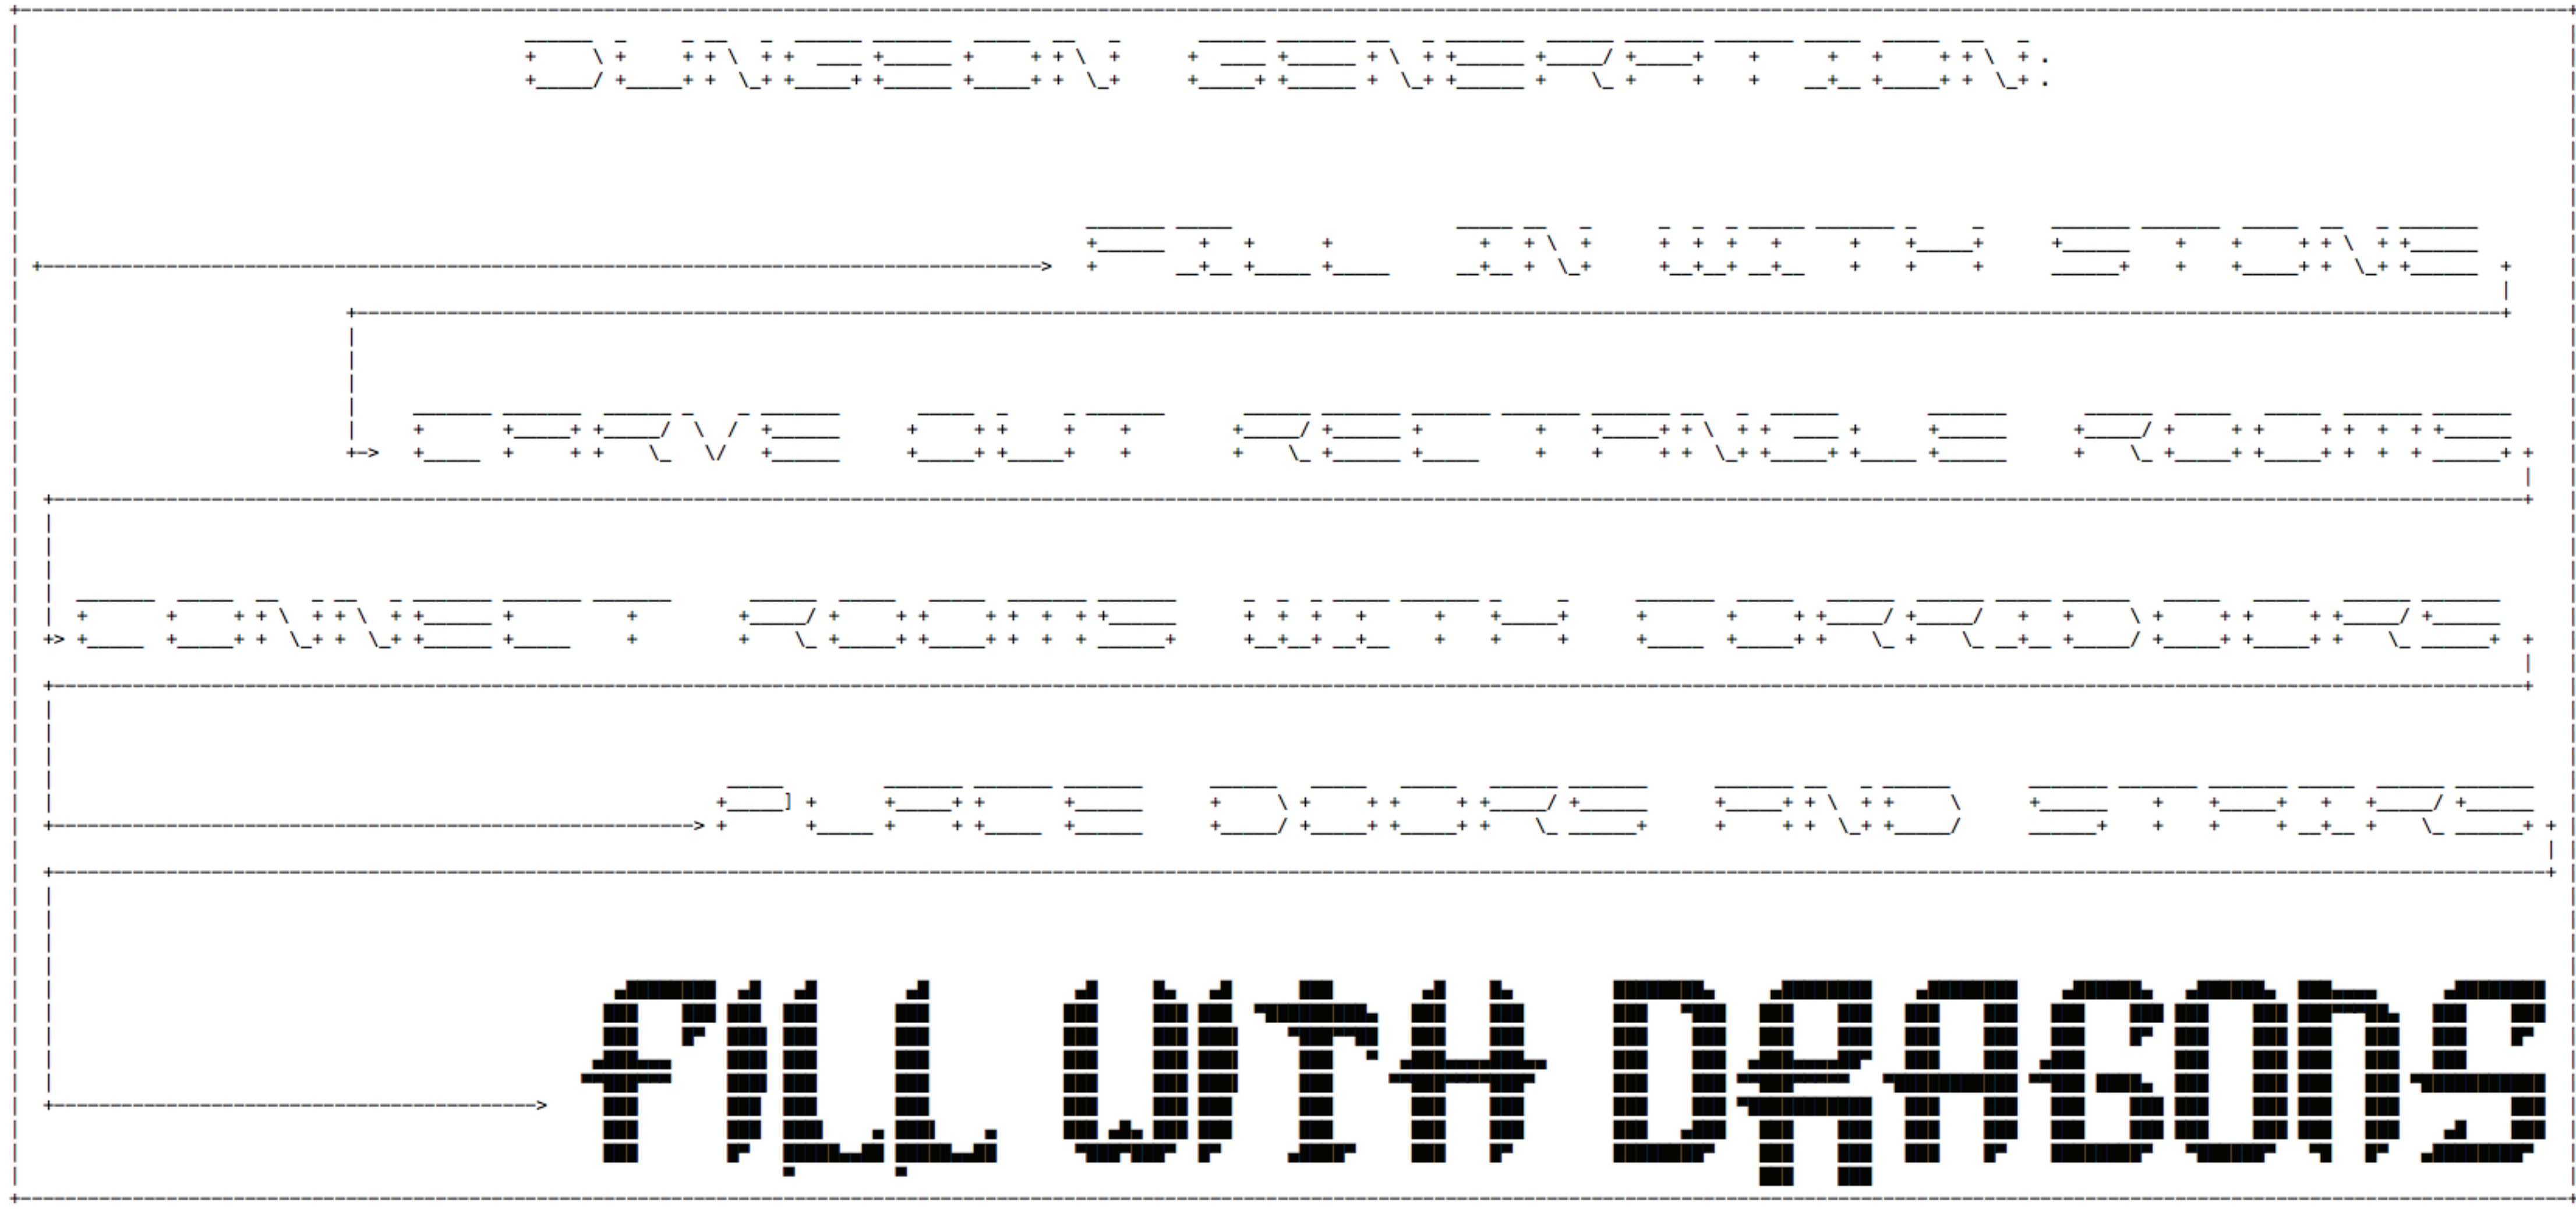 DUNGEON GENERATION:
FILL IN WITH STONE
CARVE OUT RECTANGLE ROOMS
CONNECT ROOMS WITH CORRIDOORS
PLACE DOORS AND STAIRS
FILL WITH DRAGONS